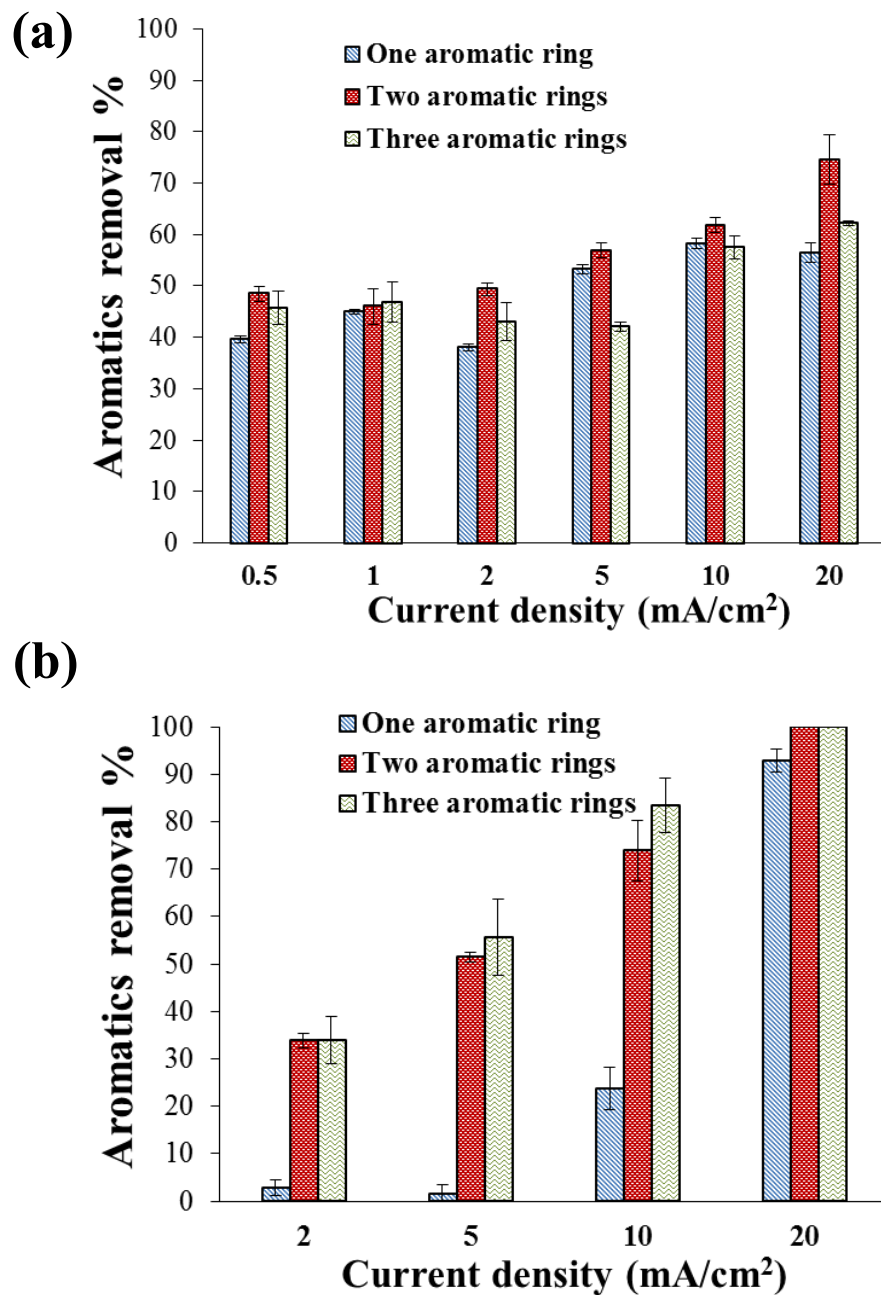 (a)
100
90
80
70
60
50
40
30
20
10
0
Aromatics removal %
One aromatic ring
Two aromatic rings
Three aromatic rings
0.5 1 2 5 10 20
Current density (mA/cm²)
(b)
100
90
80
70
60
50
40
30
20
10
0
Aromatics removal %
One aromatic ring
Two aromatic rings
Three aromatic rings
2 5 10 20
Current density (mA/cm²)